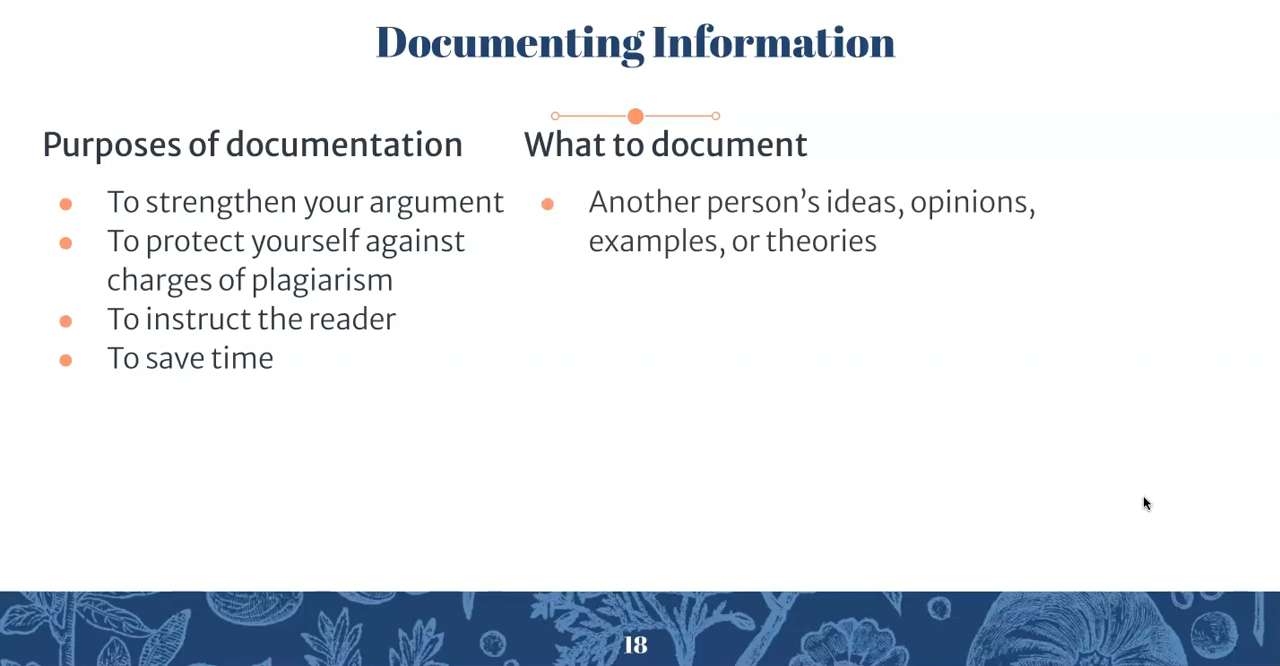 Documenting Information
Purposes of documentation
To strengthen your argument
To protect yourself against
charges of plagiarism
To instruct the reader
To save time
What to document
Another person’s ideas, opinions,
examples, or theories
18